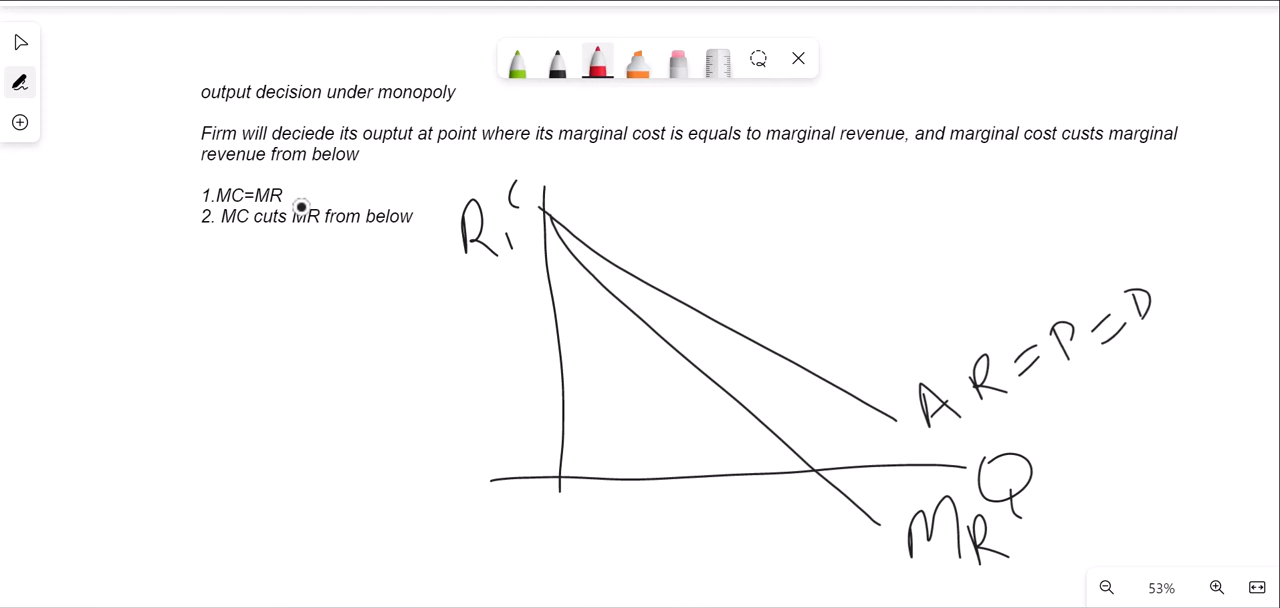 output decision under monopoly
Firm will deciede its ouptut at point where its marginal cost is equals to marginal revenue, and marginal cost custs marginal
revenue from below
1.MC=MR
2. MC cuts MR from below
R, C
AR=P=D
Q
MR
53%